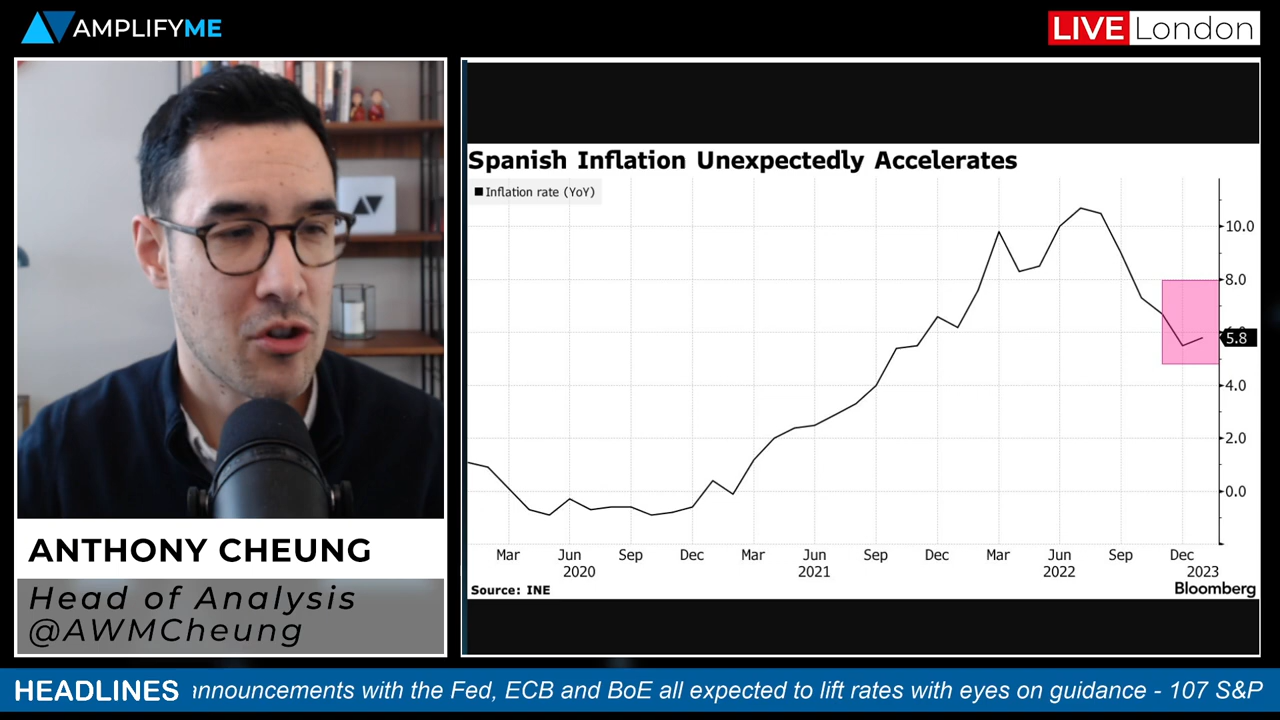 AMPLIFYME
LIVE London
Spanish Inflation Unexpectedly Accelerates
Inflation rate (YoY)
10.0
8.0
5.8
4.0
2.0
0.0
Mar Jun Sep Dec Mar Jun Sep Dec Mar Jun Sep Dec
2020 2021 2022 2023
Source: INE
Bloomberg
ANTHONY CHEUNG
Head of Analysis
@AWMCheung
HEADLINES announcements with the Fed, ECB and BoE all expected to lift rates with eyes on guidance - 107 S&P